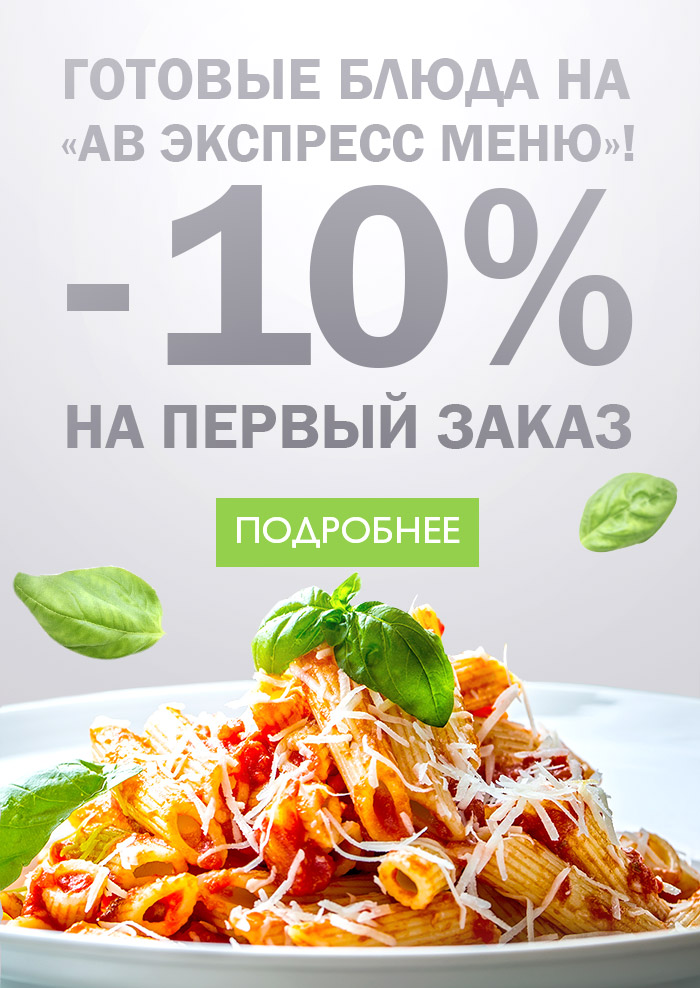 ГОТОВЫЕ БЛЮДА НА
«АВ ЭКСПРЕСС МЕНЮ»!
-10%
НА ПЕРВЫЙ ЗАКАЗ
ПОДРОБНЕЕ